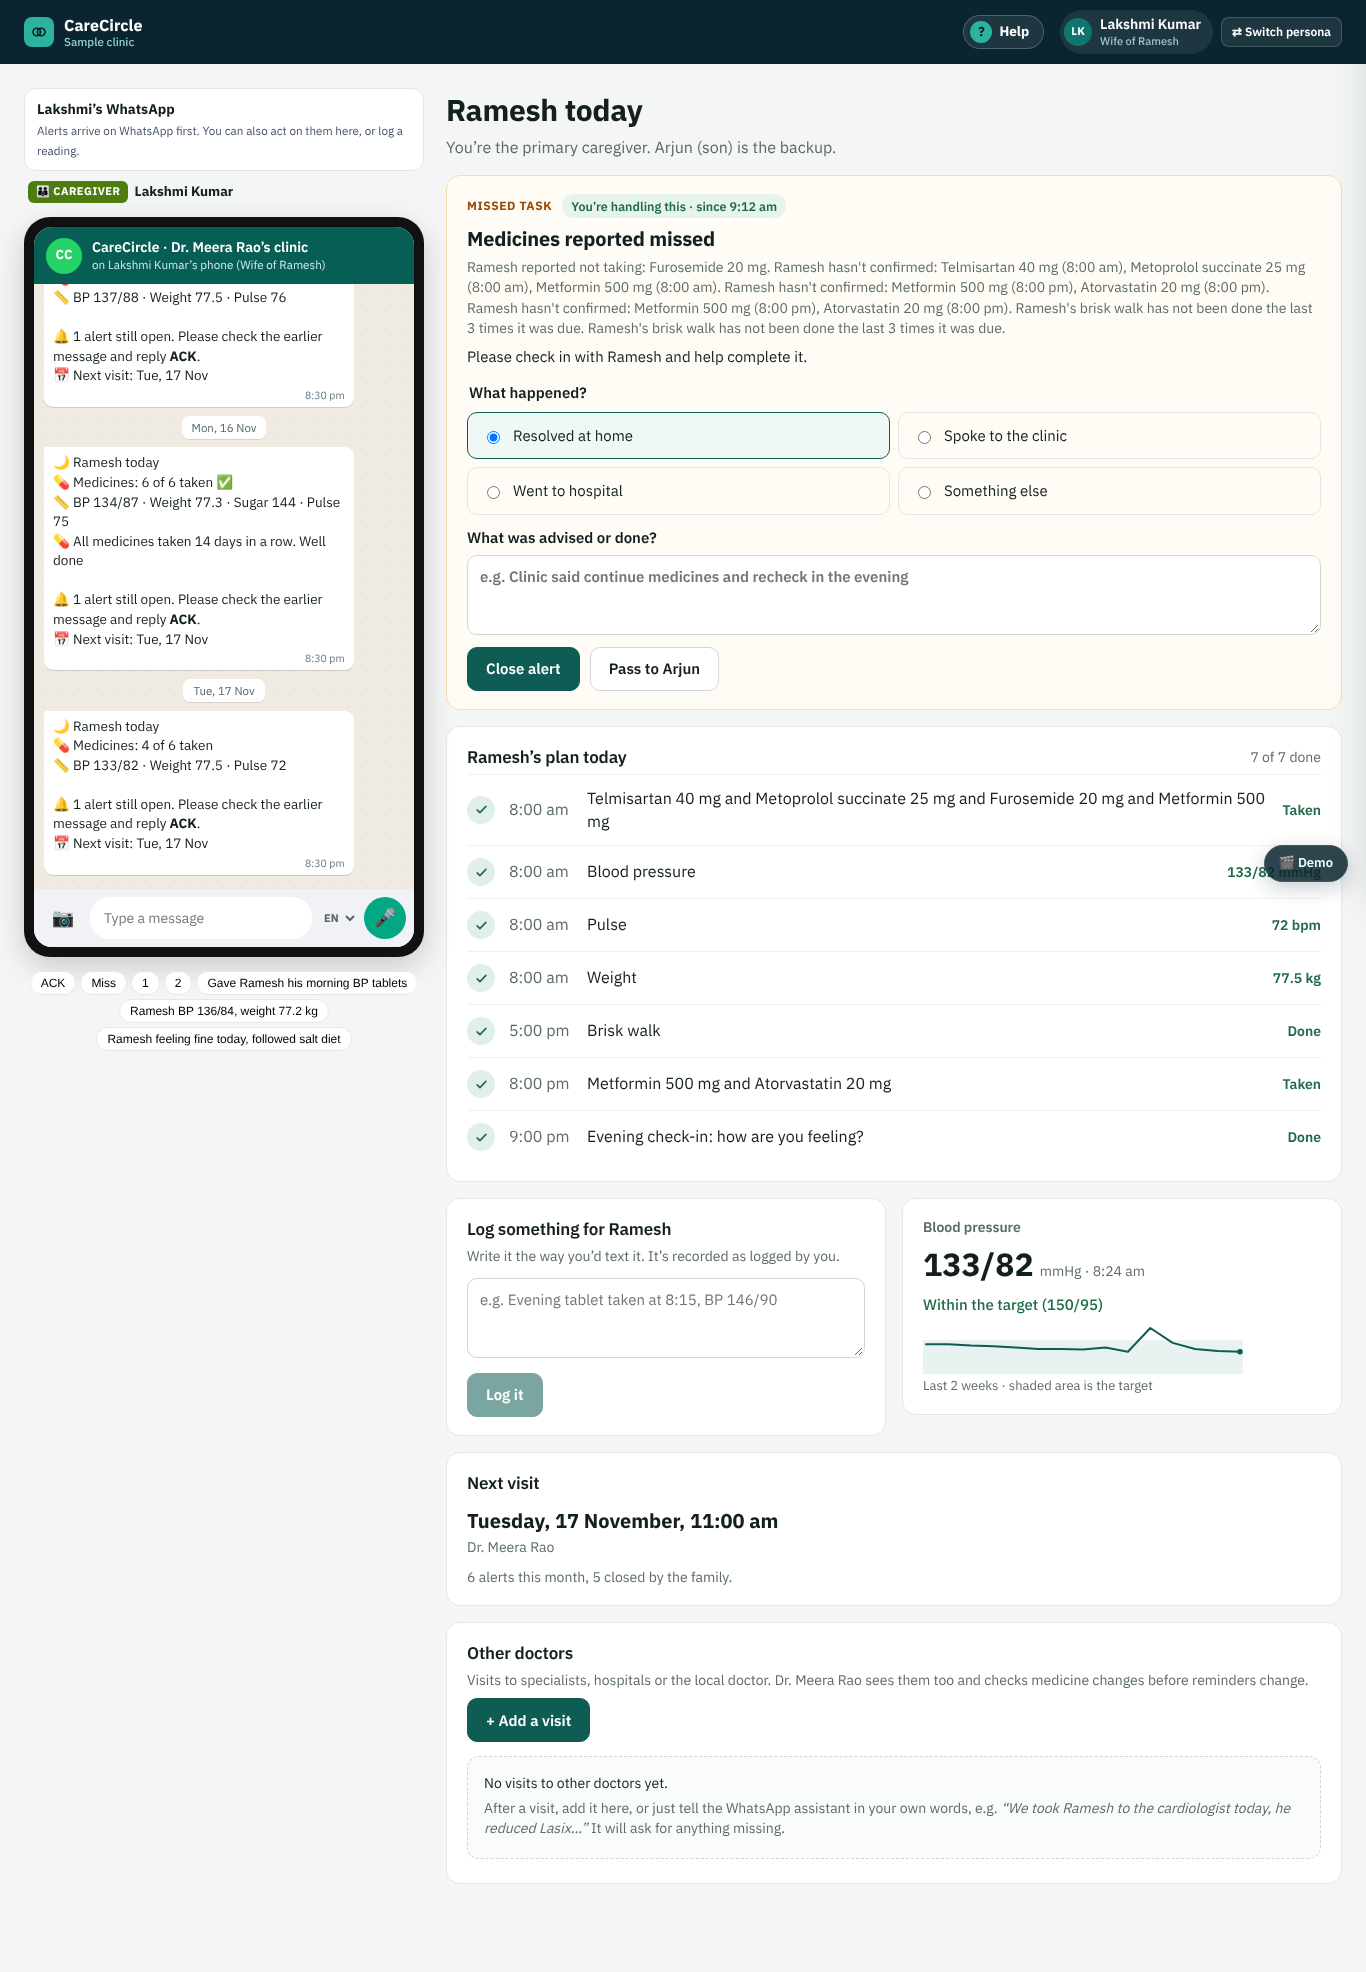 CareCircle
Sample clinic
? Help
LK
Lakshmi Kumar
Wife of Ramesh
⇄ Switch persona
Lakshmi’s WhatsApp
Alerts arrive on WhatsApp first. You can also act on them here, or log a
reading.
CAREGIVER Lakshmi Kumar
CC
CareCircle · Dr. Meera Rao’s clinic
on Lakshmi Kumar’s phone (Wife of Ramesh)
📏 BP 137/88 · Weight 77.5 · Pulse 76
🔔 1 alert still open. Please check the earlier
message and reply ACK.
📅 Next visit: Tue, 17 Nov
8:30 pm
Mon, 16 Nov
🌙 Ramesh today
💊 Medicines: 6 of 6 taken ✅
📏 BP 134/87 · Weight 77.3 · Sugar 144 · Pulse
75
💊 All medicines taken 14 days in a row. Well
done
🔔 1 alert still open. Please check the earlier
message and reply ACK.
📅 Next visit: Tue, 17 Nov
8:30 pm
Tue, 17 Nov
🌙 Ramesh today
💊 Medicines: 4 of 6 taken
📏 BP 133/82 · Weight 77.5 · Pulse 72
🔔 1 alert still open. Please check the earlier
message and reply ACK.
📅 Next visit: Tue, 17 Nov
8:30 pm
Type a message
EN
ACK
Miss
1
2
Gave Ramesh his morning BP tablets
Ramesh BP 136/84, weight 77.2 kg
Ramesh feeling fine today, followed salt diet
Ramesh today
You’re the primary caregiver. Arjun (son) is the backup.
MISSED TASK
You’re handling this · since 9:12 am
Medicines reported missed
Ramesh reported not taking: Furosemide 20 mg. Ramesh hasn't confirmed: Telmisartan 40 mg (8:00 am), Metoprolol succinate 25 mg
(8:00 am), Metformin 500 mg (8:00 am). Ramesh hasn't confirmed: Metformin 500 mg (8:00 pm), Atorvastatin 20 mg (8:00 pm).
Ramesh hasn't confirmed: Metformin 500 mg (8:00 pm), Atorvastatin 20 mg (8:00 pm). Ramesh's brisk walk has not been done the last
3 times it was due. Ramesh's brisk walk has not been done the last 3 times it was due.
Please check in with Ramesh and help complete it.
What happened?
Resolved at home
Spoke to the clinic
Went to hospital
Something else
What was advised or done?
e.g. Clinic said continue medicines and recheck in the evening
Close alert
Pass to Arjun
Ramesh’s plan today
7 of 7 done
8:00 am
Telmisartan 40 mg and Metoprolol succinate 25 mg and Furosemide 20 mg and Metformin 500
mg
Taken
8:00 am
Blood pressure
133/82 mmHg
🎬 Demo
8:00 am
Pulse
72 bpm
8:00 am
Weight
77.5 kg
5:00 pm
Brisk walk
Done
8:00 pm
Metformin 500 mg and Atorvastatin 20 mg
Taken
9:00 pm
Evening check-in: how are you feeling?
Done
Log something for Ramesh
Write it the way you’d text it. It’s recorded as logged by you.
e.g. Evening tablet taken at 8:15, BP 146/90
Log it
Blood pressure
133/82 mmHg · 8:24 am
Within the target (150/95)
Last 2 weeks · shaded area is the target
Next visit
Tuesday, 17 November, 11:00 am
Dr. Meera Rao
6 alerts this month, 5 closed by the family.
Other doctors
Visits to specialists, hospitals or the local doctor. Dr. Meera Rao sees them too and checks medicine changes before reminders change.
+ Add a visit
No visits to other doctors yet.
After a visit, add it here, or just tell the WhatsApp assistant in your own words, e.g. “We took Ramesh to the cardiologist today, he
reduced Lasix…” It will ask for anything missing.